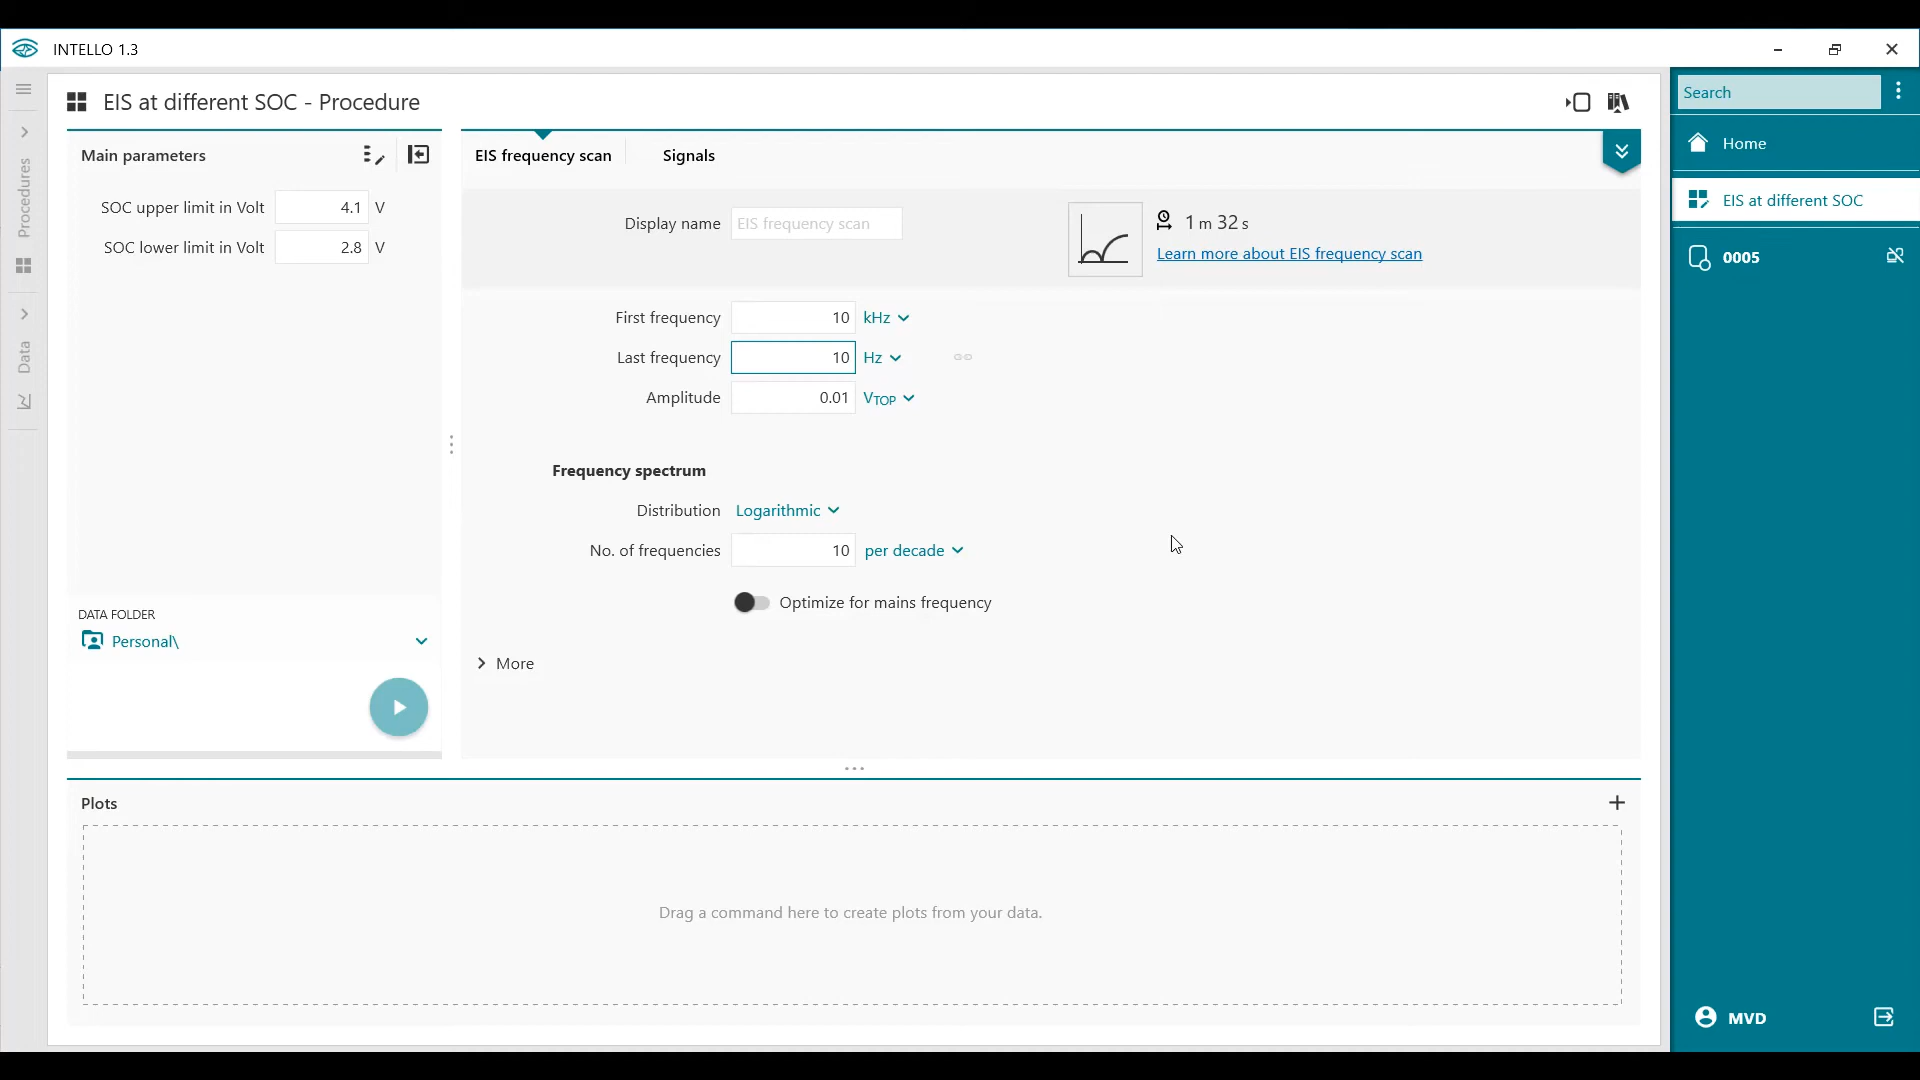 INTELLO 1.3
EIS at different SOC - Procedure
Search
Home
EIS at different SOC
0005
MVD
Procedures
Data
Main parameters
SOC upper limit in Volt 4.1 V
SOC lower limit in Volt 2.8 V
DATA FOLDER
Personal\
EIS frequency scan Signals
Display name EIS frequency scan
1 m 32 s
Learn more about EIS frequency scan
First frequency 10 kHz
Last frequency 10 Hz
Amplitude 0.01 VTOP
Frequency spectrum
Distribution Logarithmic
No. of frequencies 10 per decade
Optimize for mains frequency
More
Plots
Drag a command here to create plots from your data.